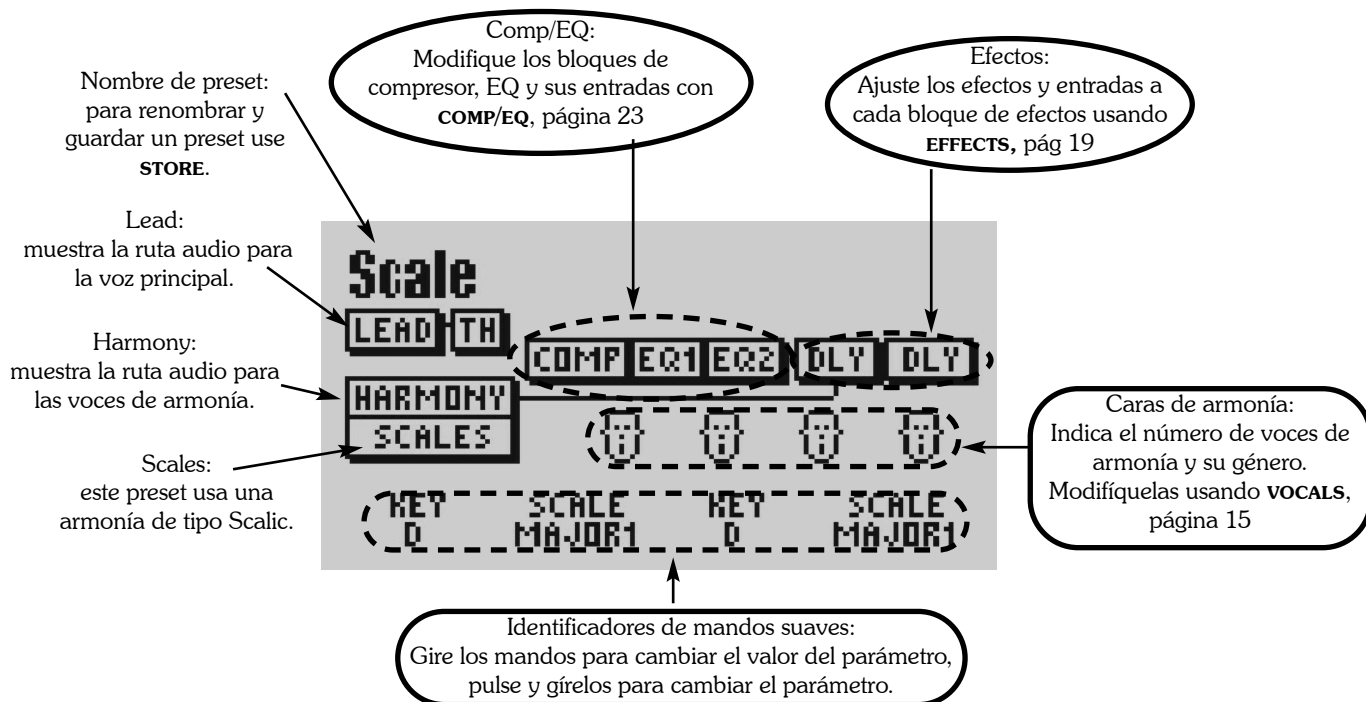 Comp/EQ:
Modifique los bloques de
compresor, EQ y sus entradas con
COMP/EQ, página 23
Efectos:
Ajuste los efectos y entradas a
cada bloque de efectos usando
EFFECTS, pág 19
Nombre de preset:
para renombrar y
guardar un preset use
STORE.
Lead:
muestra la ruta audio para
la voz principal.
Harmony:
muestra la ruta audio para
las voces de armonía.
Scales:
este preset usa una
armonía de tipo Scalic.
Scale
LEAD TH
COMP EQ1 EQ2 DLY DLY
HARMONY
SCALES
KEY SCALE KEY SCALE
D MAJOR1 D MAJOR1
Caras de armonía:
Indica el número de voces de
armonía y su género.
Modifíquelas usando VOCALS,
página 15
Identificadores de mandos suaves:
Gire los mandos para cambiar el valor del parámetro,
pulse y gírelos para cambiar el parámetro.